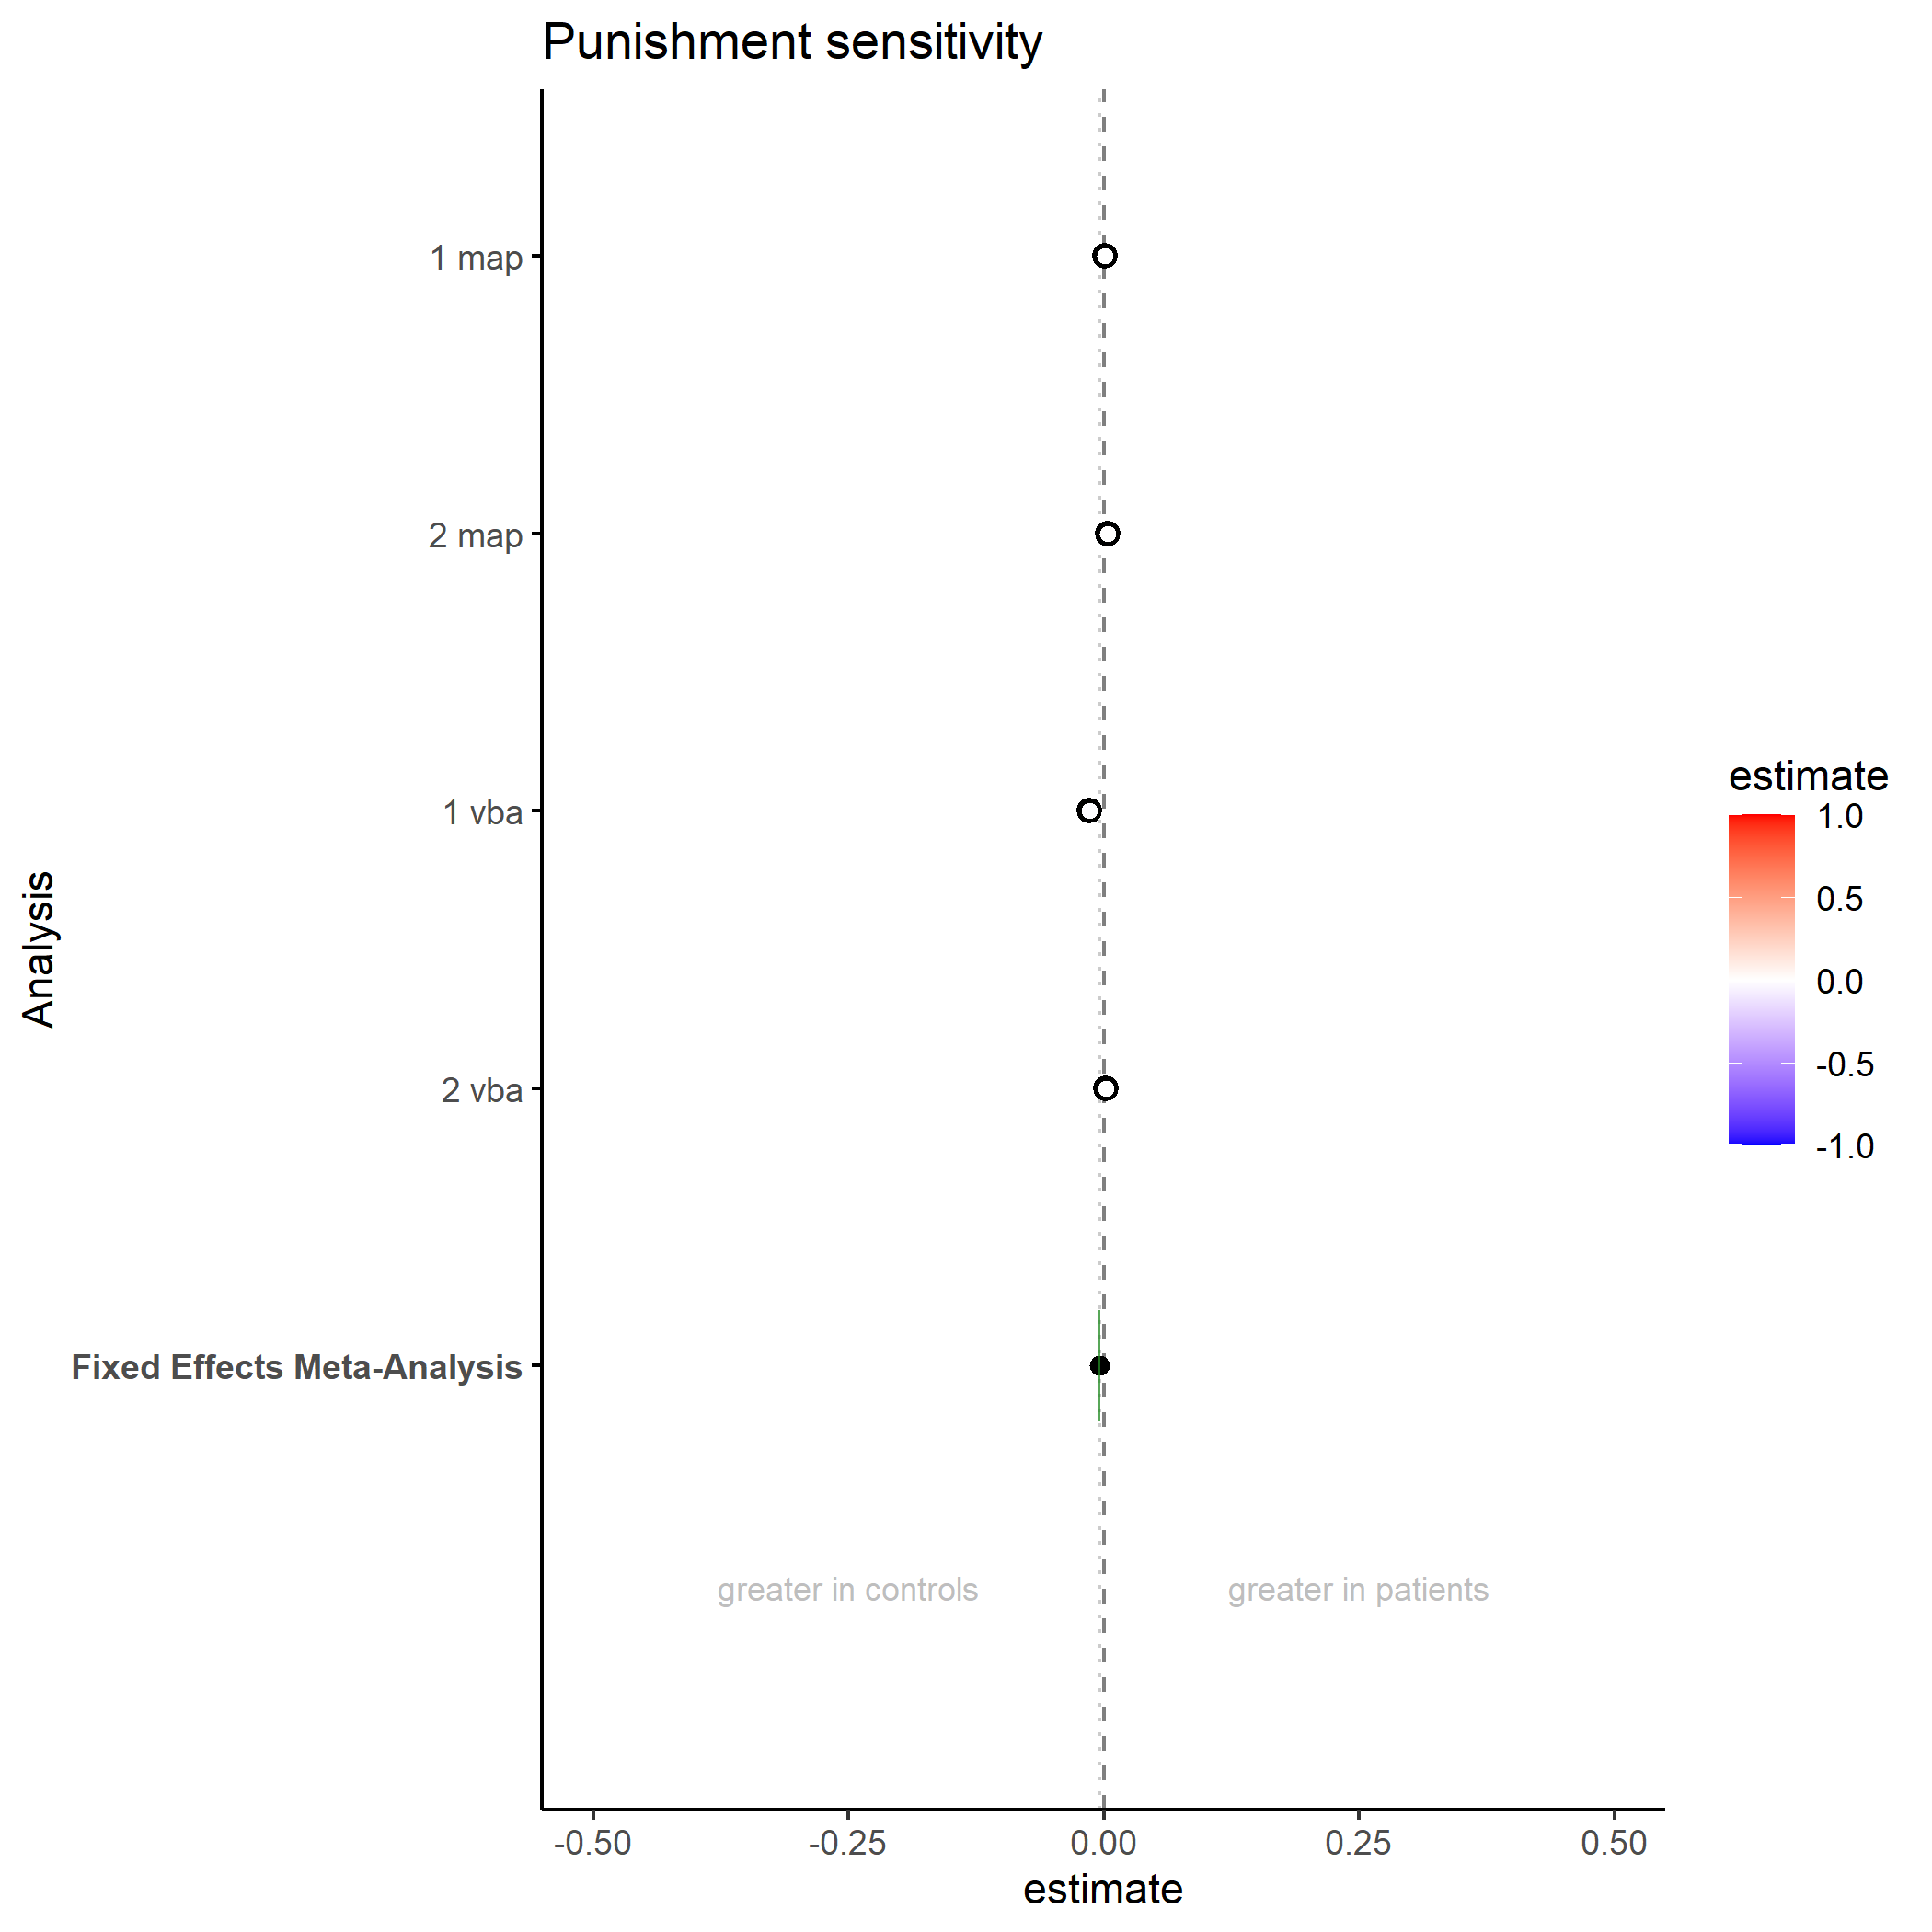 Punishment sensitivity
Analysis
1 map
2 map
1 vba
2 vba
Fixed Effects Meta-Analysis
greater in controls
greater in patients
-0.50
-0.25
0.00
0.25
0.50
estimate
estimate
1.0
0.5
0.0
-0.5
-1.0